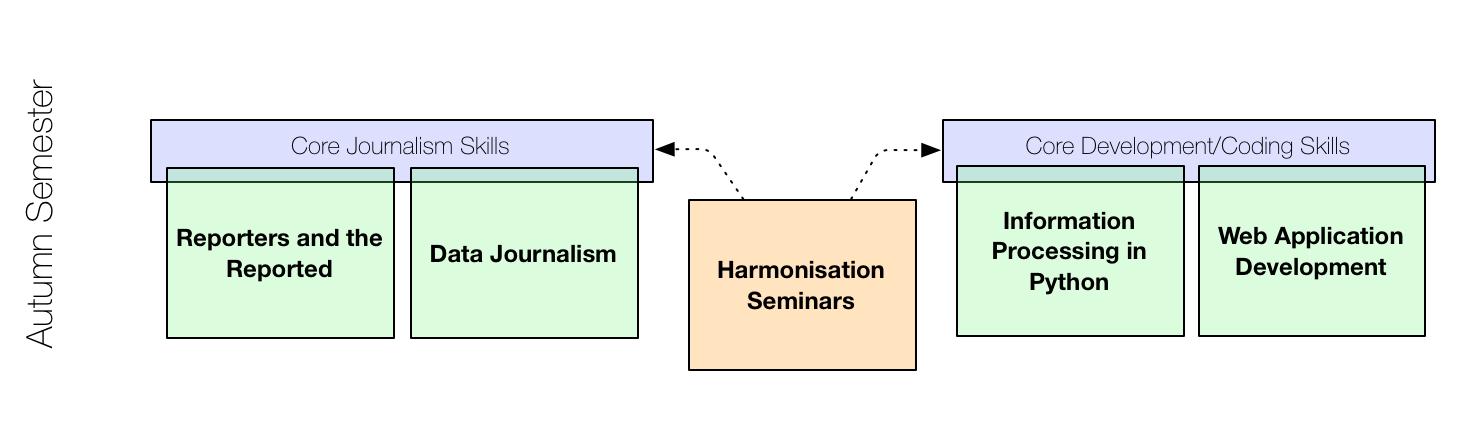 Autumn Semester
Core Journalism Skills
Reporters and the
Reported
Data Journalism
Harmonisation
Seminars
Core Development/Coding Skills
Information
Processing in
Python
Web Application
Development